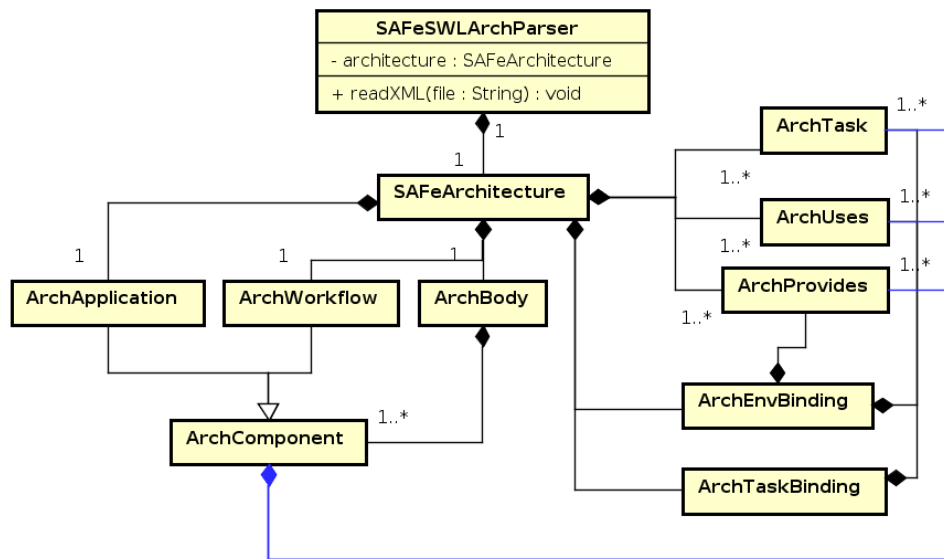 SAFeSWLArchParser
- architecture : SAFeArchitecture
+ readXML(file : String) : void
1
1
1..*
ArchTask
1..*
SAFeArchitecture
1..*
ArchUses
1..*
1
1
1
1..*
ArchApplication
ArchWorkflow
ArchBody
ArchProvides
1..*
ArchEnvBinding
1..*
ArchComponent
ArchTaskBinding